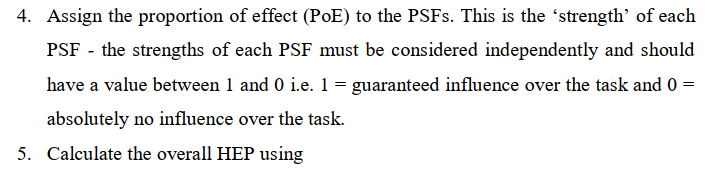 4. Assign the proportion of effect (PoE) to the PSFs. This is the ‘strength’ of each
PSF - the strengths of each PSF must be considered independently and should
have a value between 1 and 0 i.e. 1 = guaranteed influence over the task and 0 =
absolutely no influence over the task.
5. Calculate the overall HEP using